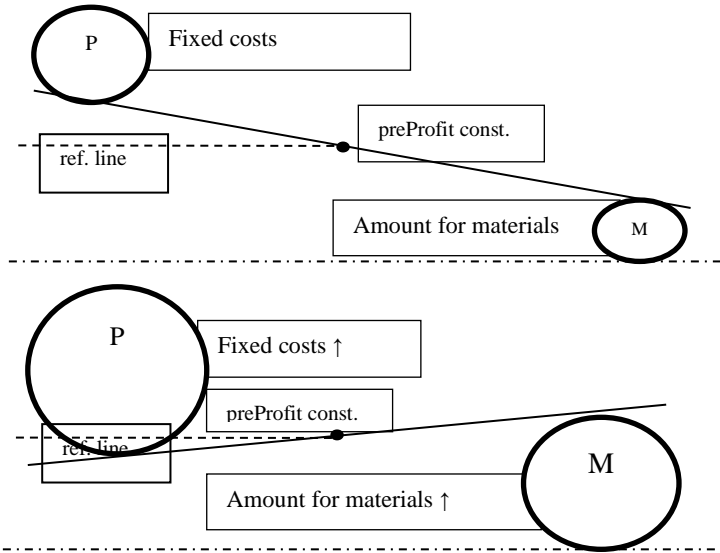 P
Fixed costs
preProfit const.
ref. line
Amount for materials
M
P
Fixed costs ↑
preProfit const.
ref. line
M
Amount for materials ↑